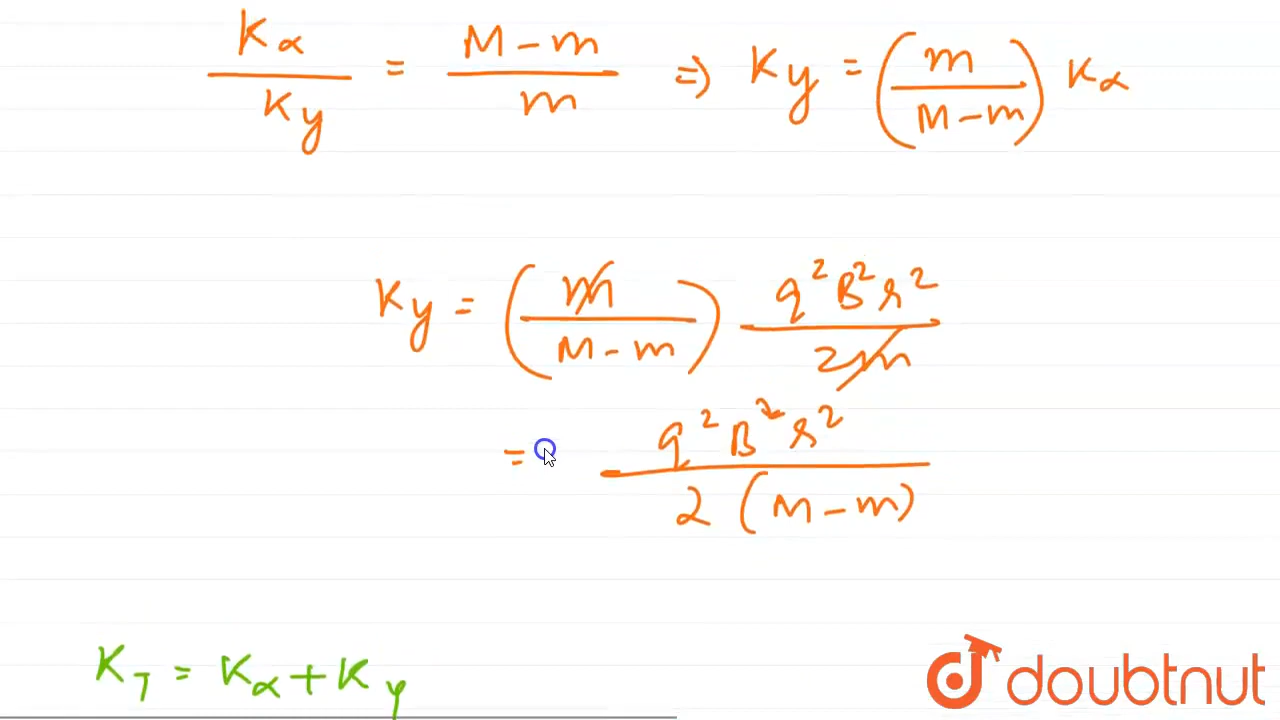 Kα / Ky = M - m / m ⇒ Ky = (m / M - m) Kα
Ky = (m / M - m) q²B²r² / 2m
= q²B²r² / 2(M - m)
K_T = Kα + Ky
doubtnut